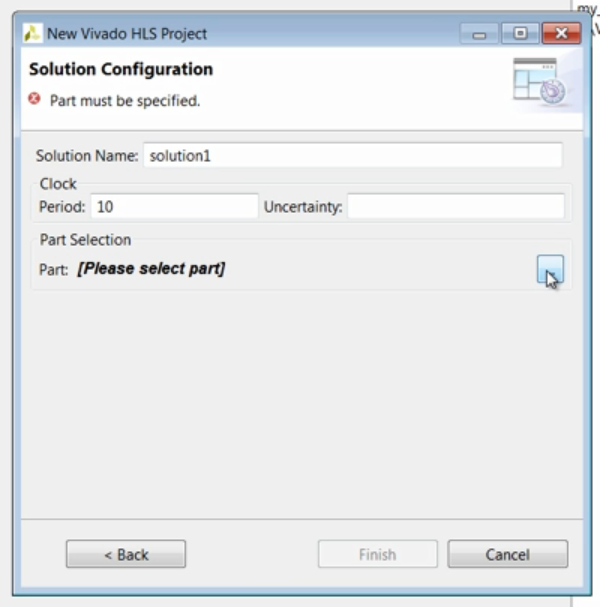 my_
New Vivado HLS Project
Solution Configuration
Part must be specified.
Solution Name: solution1
Clock
Period: 10 Uncertainty:
Part Selection
Part: [Please select part]
< Back Finish Cancel